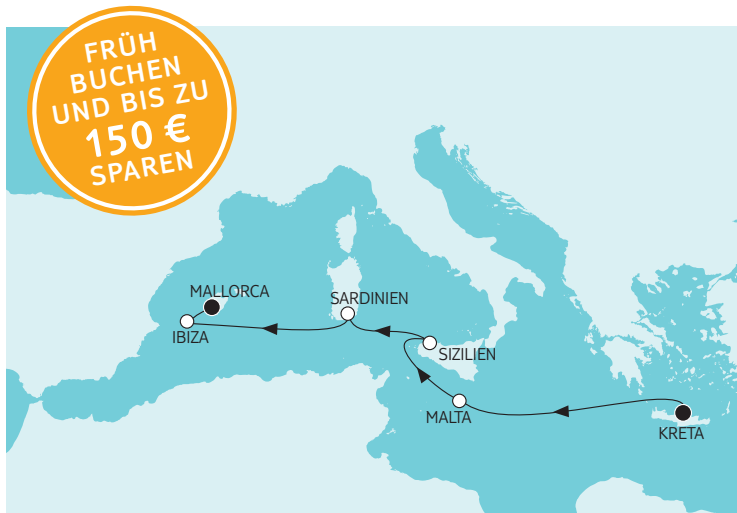 FRÜH
BUCHEN
UND BIS ZU
150 €
SPAREN
MALLORCA
SARDINIEN
IBIZA
SIZILIEN
MALTA
KRETA